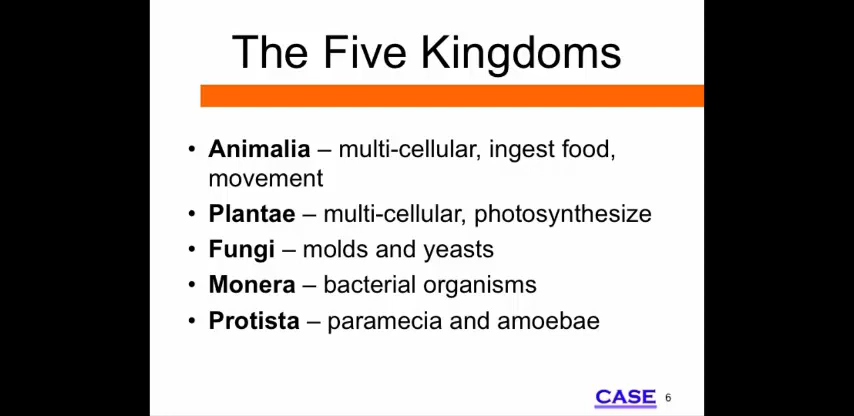 The Five Kingdoms
• Animalia – multi-cellular, ingest food,
movement
• Plantae – multi-cellular, photosynthesize
• Fungi – molds and yeasts
• Monera – bacterial organisms
• Protista – paramecia and amoebae
CASE 6